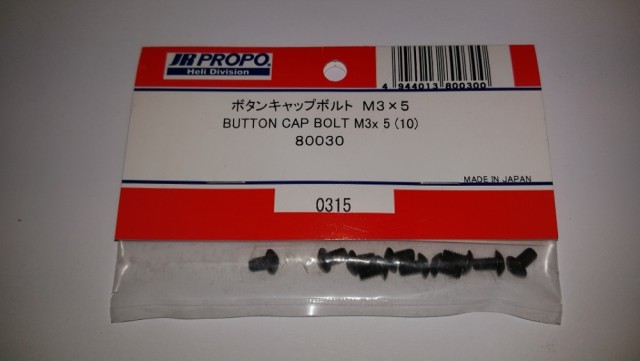 JR PROPO.
Heli Division
4 944013 800300
ボタンキャップボルト M3×5
BUTTON CAP BOLT M3x 5 (10)
80030
MADE IN JAPAN
0315